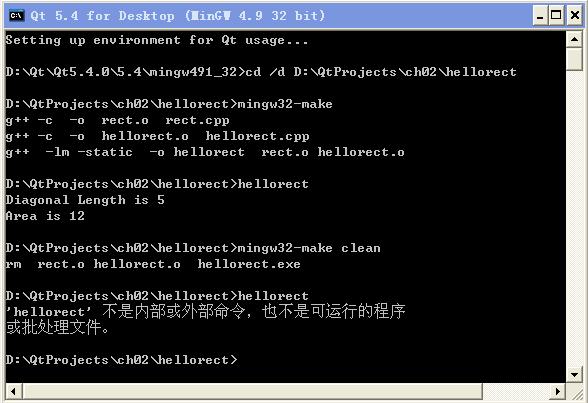 Qt 5.4 for Desktop (MinGW 4.9 32 bit)
Setting up environment for Qt usage...
D:\Qt\Qt5.4.0\5.4\mingw491_32>cd /d D:\QtProjects\ch02\hellorect
D:\QtProjects\ch02\hellorect>mingw32-make
g++ -c  -o  rect.o  rect.cpp
g++ -c  -o  hellorect.o  hellorect.cpp
g++  -lm -static  -o hellorect  rect.o hellorect.o
D:\QtProjects\ch02\hellorect>hellorect
Diagonal Length is 5
Area is 12
D:\QtProjects\ch02\hellorect>mingw32-make clean
rm  rect.o hellorect.o  hellorect.exe
D:\QtProjects\ch02\hellorect>hellorect
'hellorect' 不是内部或外部命令，也不是可运行的程序
或批处理文件。
D:\QtProjects\ch02\hellorect>